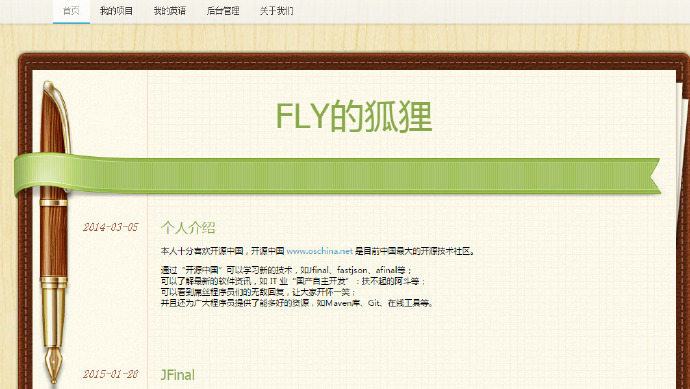 首页 我的项目 我的英语 后台管理 关于我们
FLY的狐狸
2014-03-05 个人介绍
本人十分喜欢开源中国，开源中国 www.oschina.net 是目前中国最大的开源技术社区。
通过“开源中国”可以学习新的技术，如Jfinal、fastjson、afinal等；
可以了解最新的软件资讯，如 IT 业“国产自主开发”：扶不起的阿斗等；
可以看到屌丝程序员们的无敌回复，让大家开怀一笑；
并且还为广大程序员提供了能多好的资源，如Maven库、Git、在线工具等。
2015-01-28 JFinal